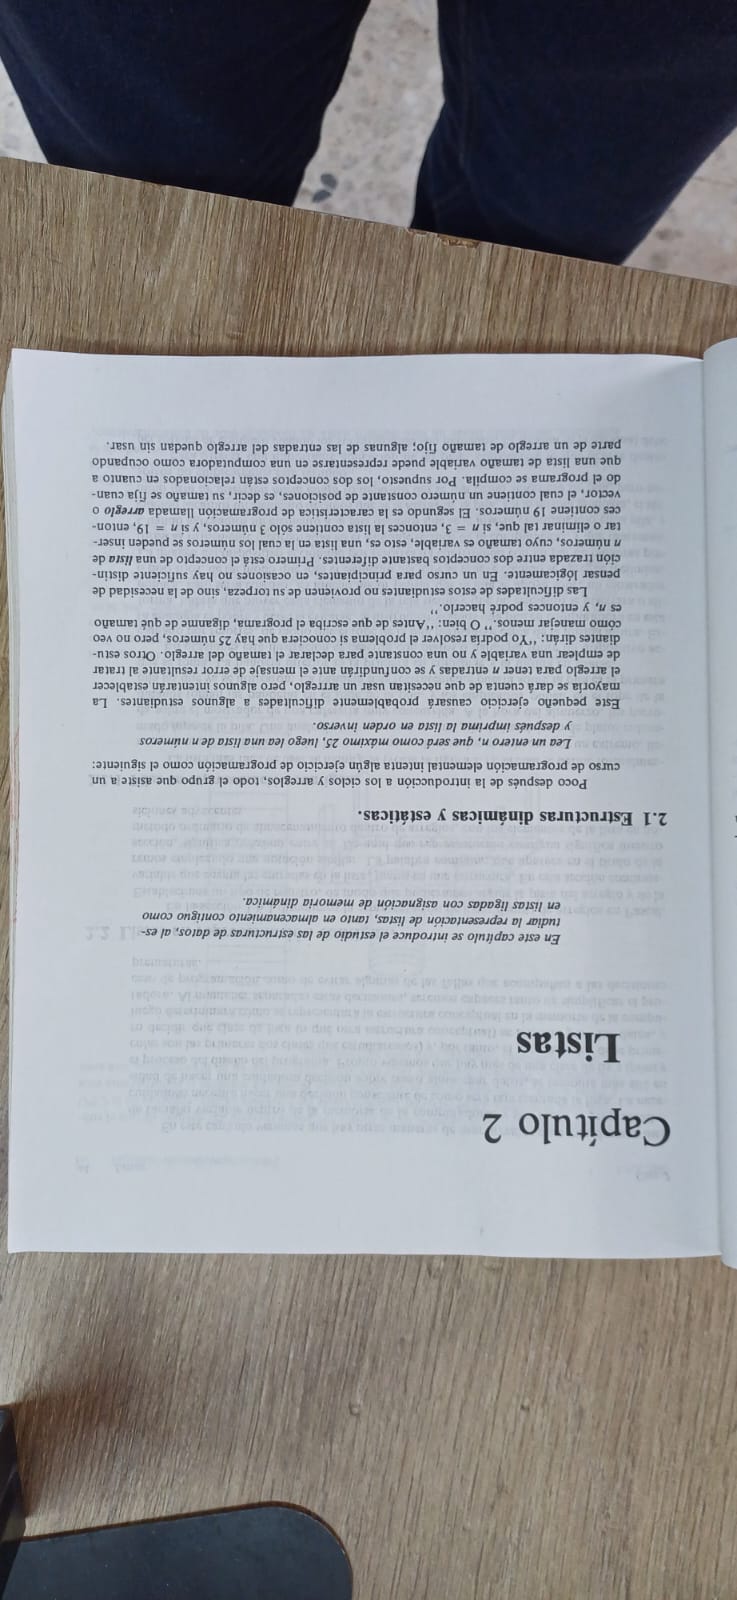 Capítulo 2
Listas
En este capítulo se introduce el estudio de las estructuras de datos, al es-
tudiar la representación de listas, tanto en almacenamiento contiguo como
en listas ligadas con asignación de memoria dinámica.
2.1 Estructuras dinámicas y estáticas.
Poco después de la introducción a los ciclos y arreglos, todo el grupo que asiste a un
curso de programación elemental intenta algún ejercicio de programación como el siguiente:
Lea un entero n, que será como máximo 25, luego lea una lista de n números
y después imprima la lista en orden inverso.
Este pequeño ejercicio causará probablemente dificultades a algunos estudiantes. La
mayoría se dará cuenta de que necesitan usar un arreglo, pero algunos intentarán establecer
el arreglo para tener n entradas y se confundirán ante el mensaje de error resultante al tratar
de emplear una variable y no una constante para declarar el tamaño del arreglo. Otros estu-
diantes dirán: "Yo podría resolver el problema si conociera que hay 25 números, pero no veo
cómo manejar menos." O bien: "Antes de que escriba el programa, dígame de qué tamaño
es n, y entonces podré hacerlo."
Las dificultades de estos estudiantes no provienen de su torpeza, sino de la necesidad de
pensar lógicamente. En un curso para principiantes, en ocasiones no hay suficiente distin-
ción trazada entre dos conceptos bastante diferentes. Primero está el concepto de una lista de
n números, cuyo tamaño es variable, esto es, una lista en la cual los números se pueden inser-
tar o eliminar tal que, si n = 3, entonces la lista contiene sólo 3 números, y si n = 19, enton-
ces contiene 19 números. El segundo es la característica de programación llamada arreglo o
vector, el cual contiene un número constante de posiciones, es decir, su tamaño se fija cuan-
do el programa se compila. Por supuesto, los dos conceptos están relacionados en cuanto a
que una lista de tamaño variable puede representarse en una computadora como ocupando
parte de un arreglo de tamaño fijo; algunas de las entradas del arreglo quedan sin usar.